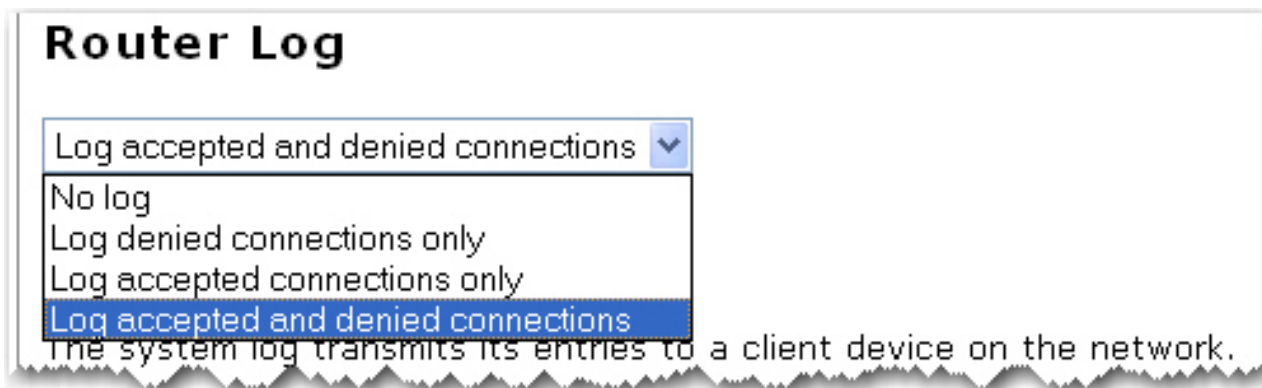 Router Log
Log accepted and denied connections
No log
Log denied connections only
Log accepted connections only
Log accepted and denied connections
The system log transmits its entries to a client device on the network.